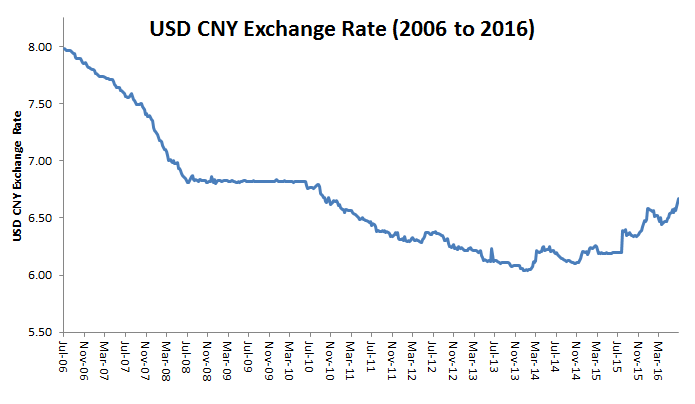 USD CNY Exchange Rate (2006 to 2016)
USD CNY Exchange Rate
8.00
7.50
7.00
6.50
6.00
5.50
Jul-06
Nov-06
Mar-07
Jul-07
Nov-07
Mar-08
Jul-08
Nov-08
Mar-09
Jul-09
Nov-09
Mar-10
Jul-10
Nov-10
Mar-11
Jul-11
Nov-11
Mar-12
Jul-12
Nov-12
Mar-13
Jul-13
Nov-13
Mar-14
Jul-14
Nov-14
Mar-15
Jul-15
Nov-15
Mar-16